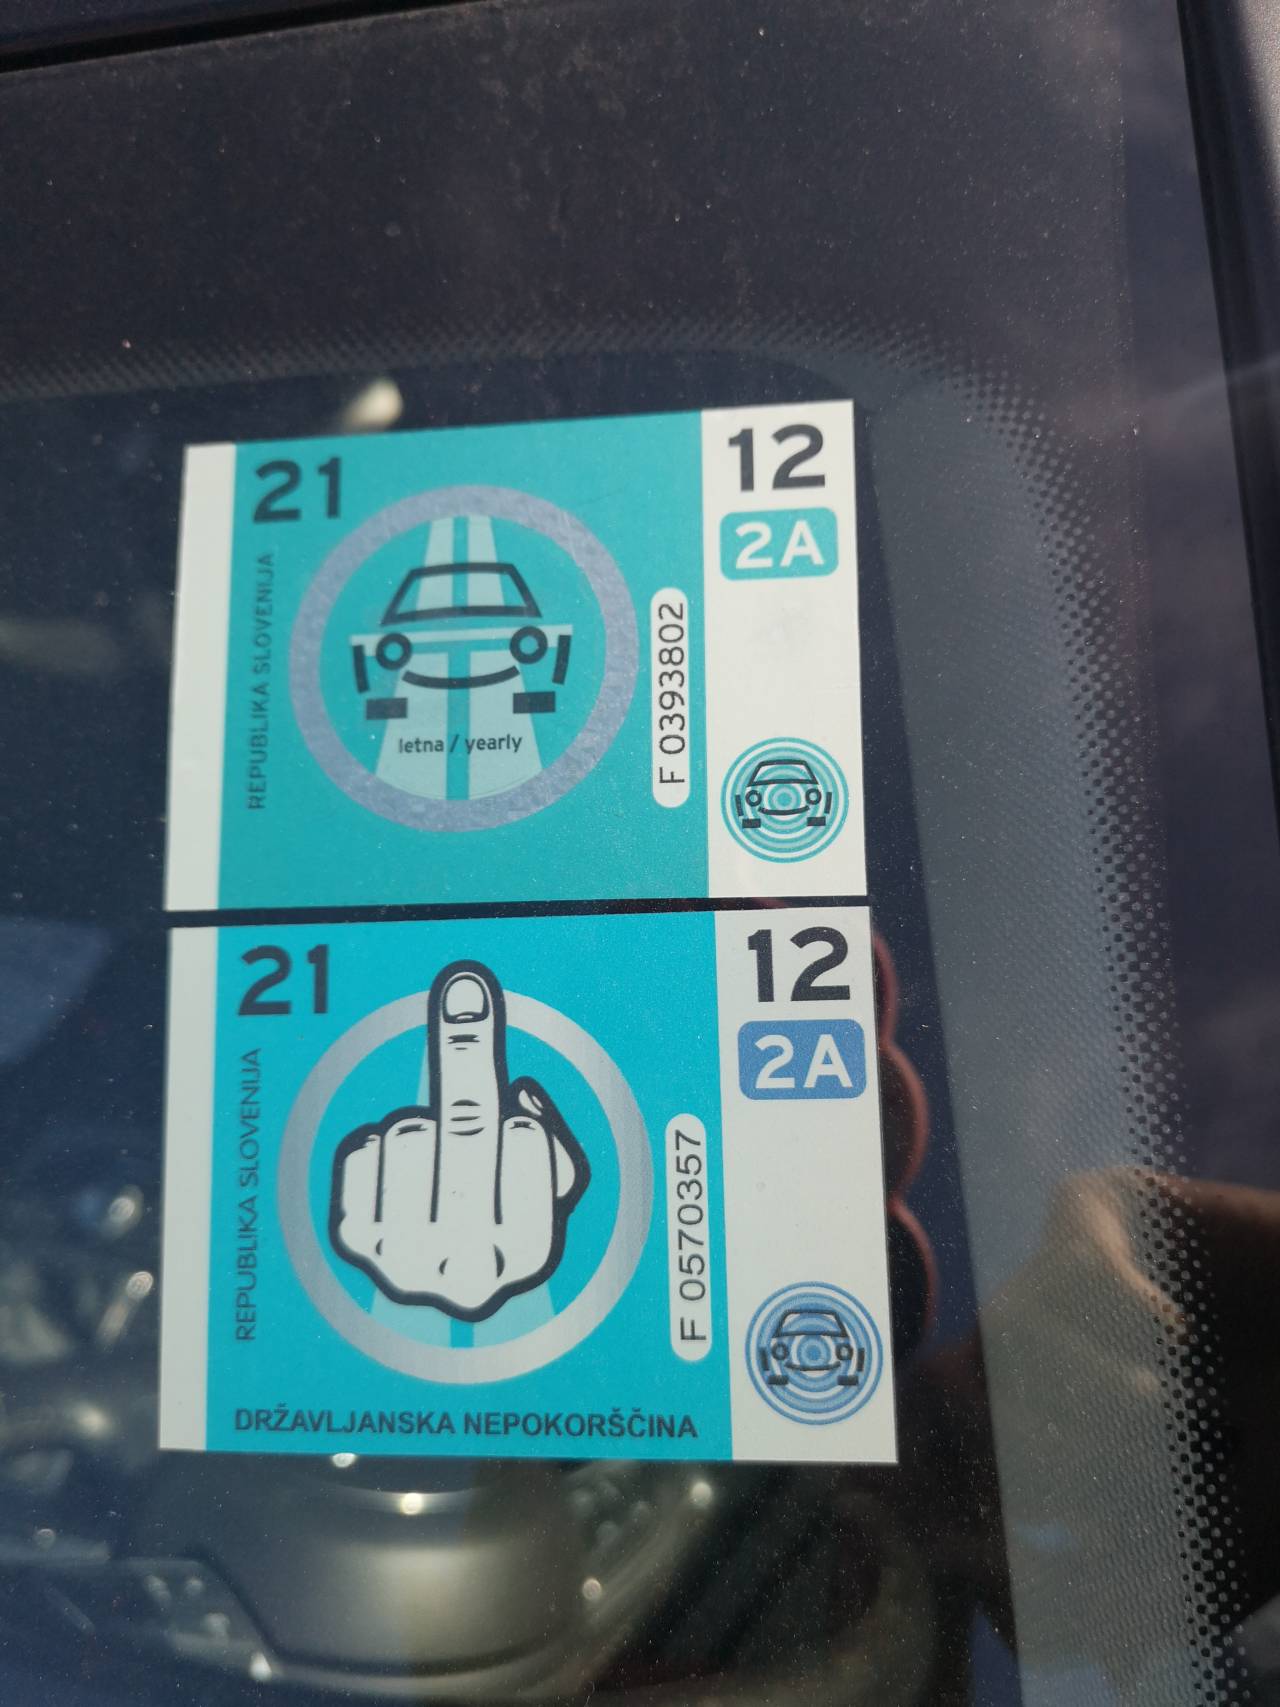 21
12
2A
REPUBLIKA SLOVENIJA
letna / yearly
F 0393802
21
12
2A
REPUBLIKA SLOVENIJA
F 0570357
DRŽAVLJANSKA NEPOKORŠČINA